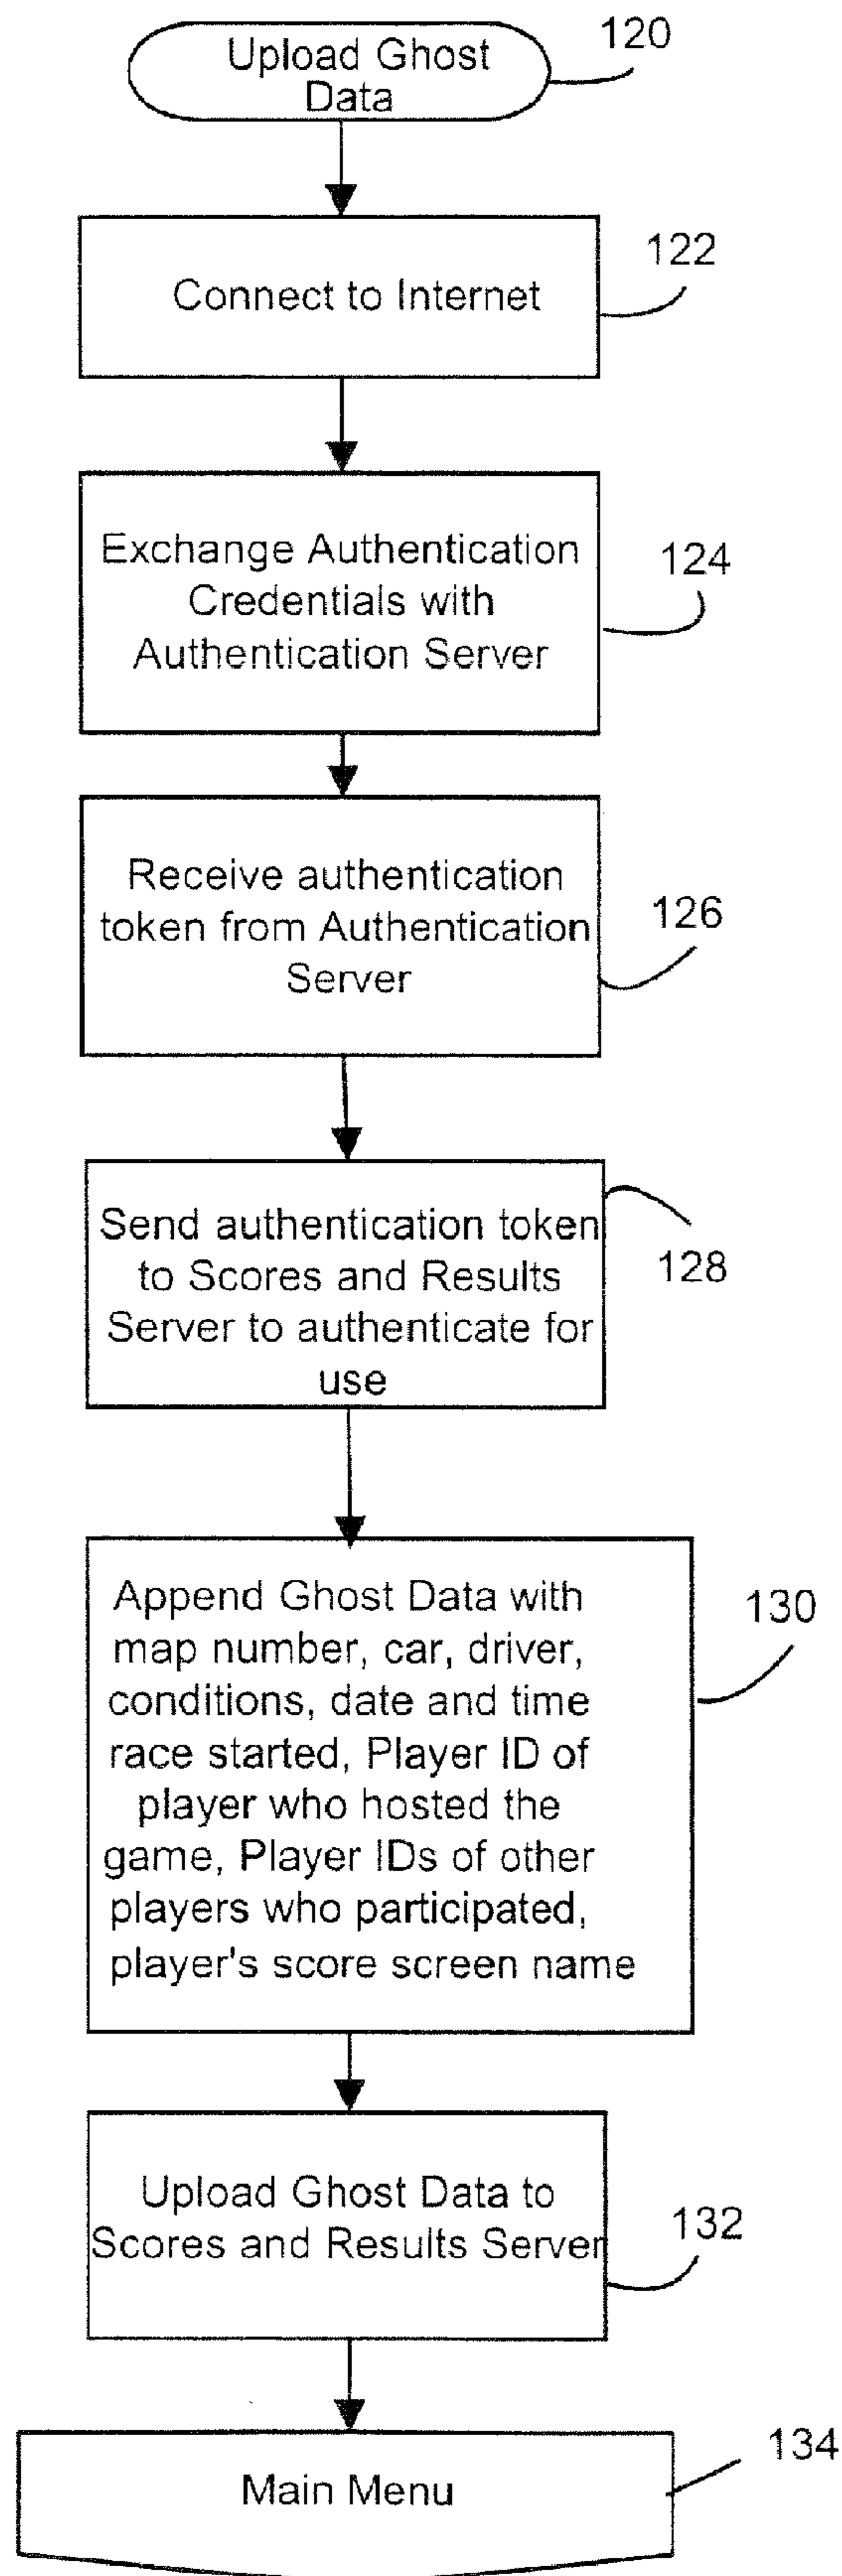 120
Upload Ghost
Data
122
Connect to Internet
Exchange Authentication
124
Credentials with
Authentication Server
Receive authentication
126
token from Authentication
Server
Send authentication token
128
to Scores and Results
Server to authenticate for
use
Append Ghost Data with
130
map number, car, driver,
conditions, date and time
race started, Player ID of
player who hosted the
game, Player IDs of other
players who participated,
player's score screen name
Upload Ghost Data to
132
Scores and Results Server
134
Main Menu